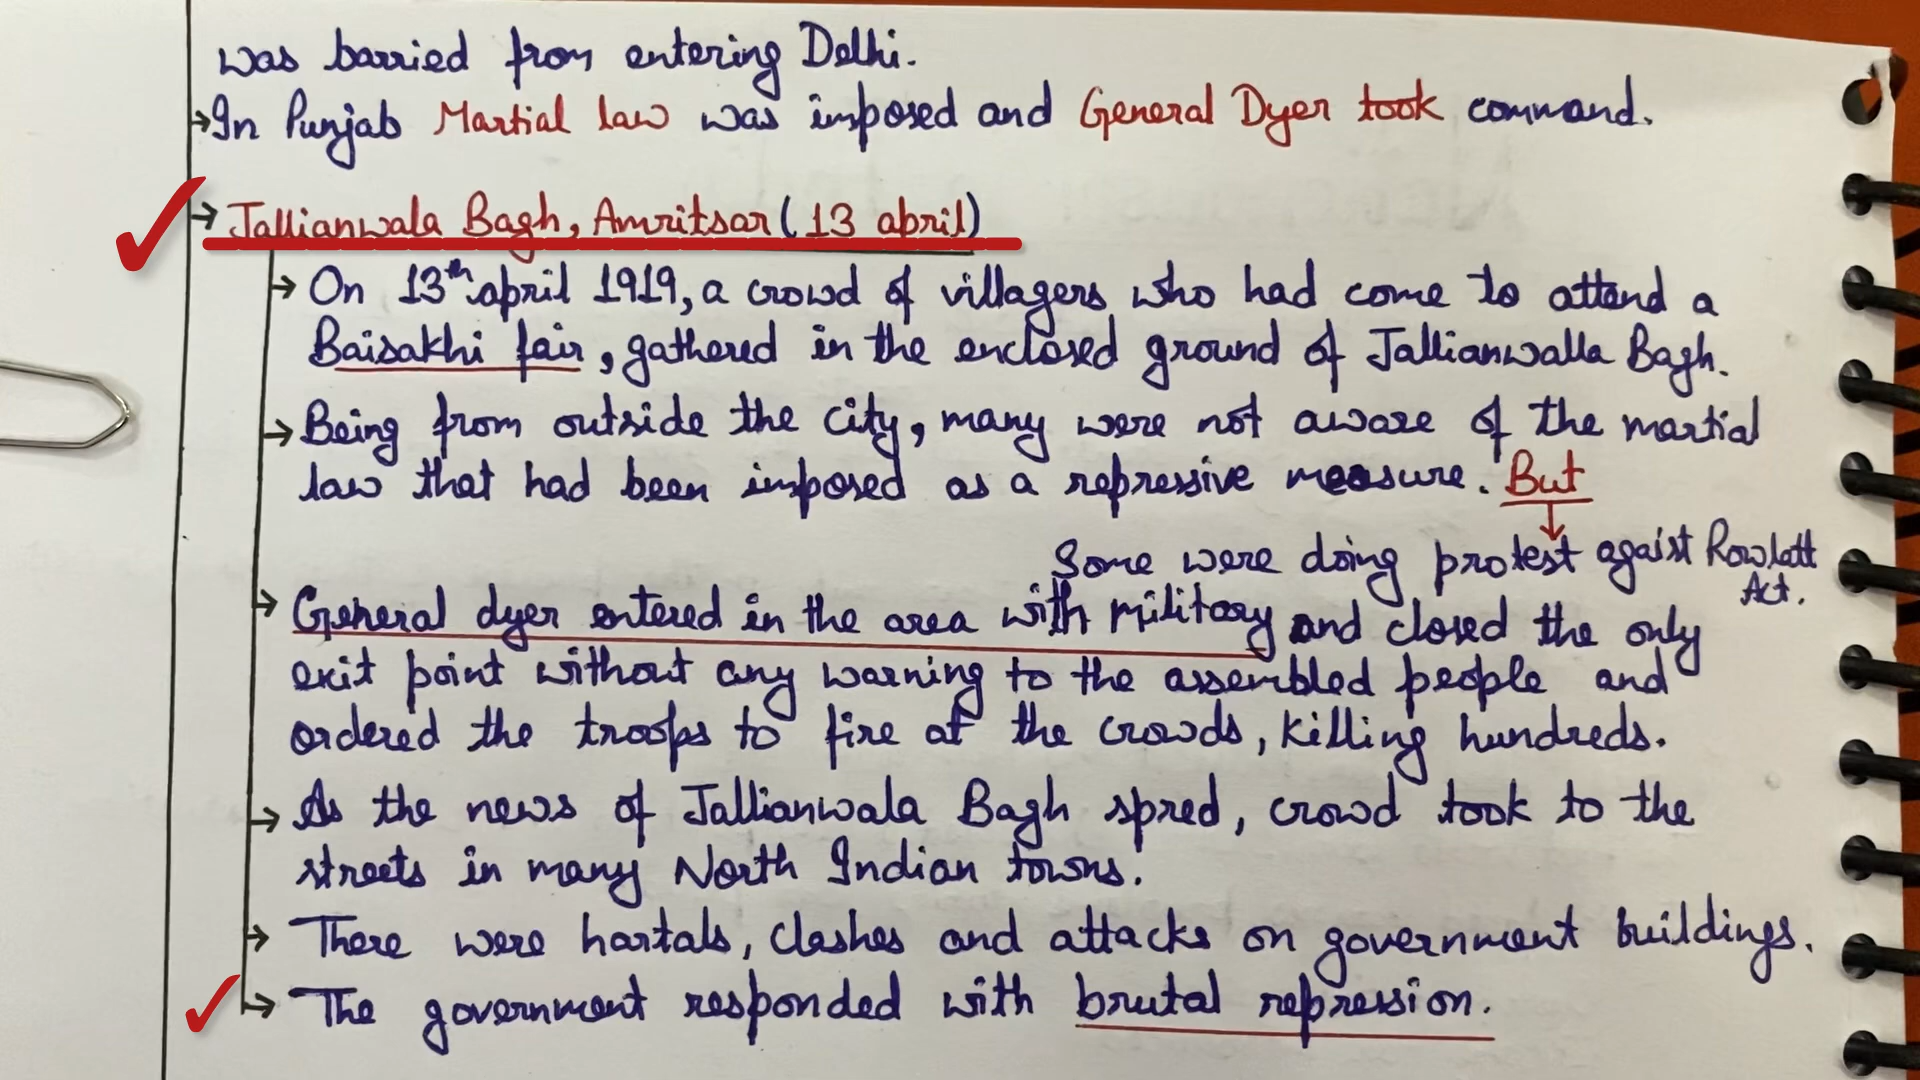 was barried from entering Delhi.
→In Punjab Martial law was imposed and General Dyer took command.
→ Jallianwala Bagh, Amritsar (13 abril)
→ On 13th april 1919, a crowd of villagers who had come to attend a
Baisakhi fair, gathered in the enclosed ground of Jallianwalla Bagh.
→ Being from outside the city, many were not aware of the martial
law that had been imposed as a repressive measure. But
↓
Some were doing protest agaist Rowlatt
Act.
→ General dyer entered in the area with military and closed the only
exit point without any warning to the assembled people and
ordered the troops to fire at the crowds, killing hundreds.
→ As the news of Jallianwala Bagh spred, crowd took to the
streets in many North Indian towns.
→ There were hartals, clashes and attacks on government buildings.
→ The government responded with brutal repression.